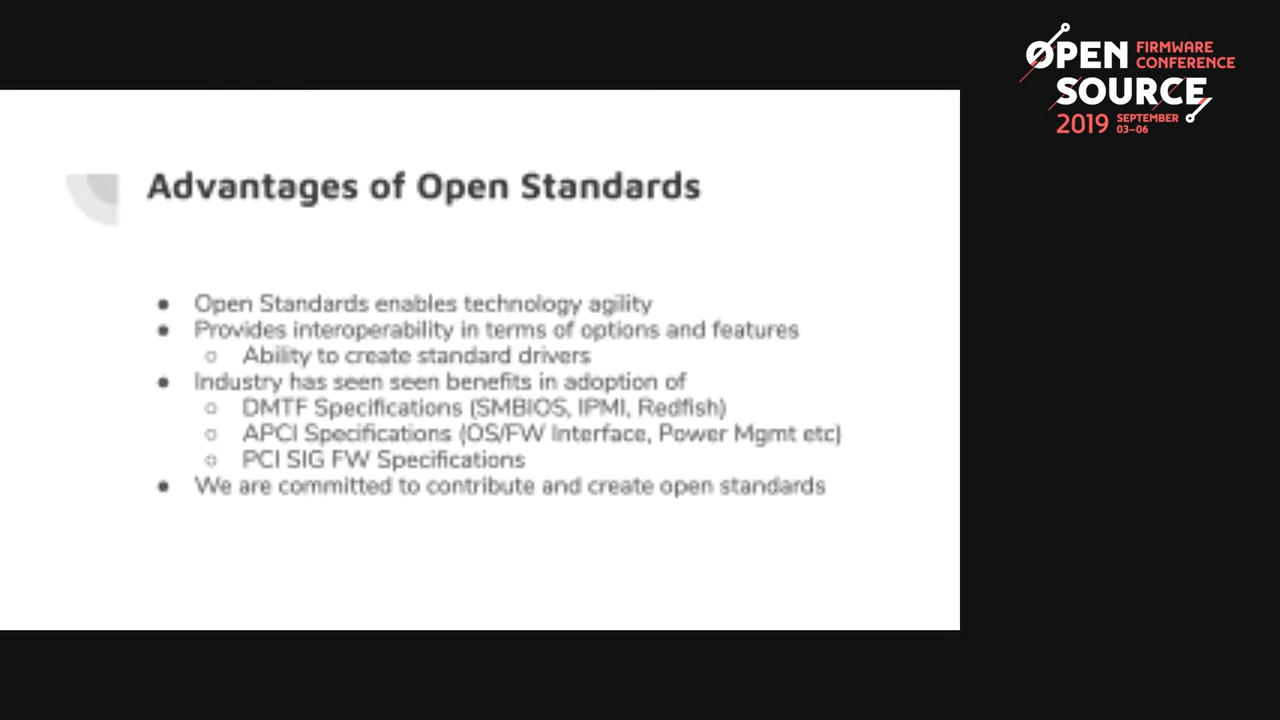 OPEN FIRMWARE CONFERENCE
SOURCE
2019 SEPTEMBER 03–06
Advantages of Open Standards
● Open Standards enables technology agility
● Provides interoperability in terms of options and features
○ Ability to create standard drivers
● Industry has seen seen benefits in adoption of
○ DMTF Specifications (SMBIOS, IPMI, Redfish)
○ APCI Specifications (OS/FW Interface, Power Mgmt etc)
○ PCI SIG FW Specifications
● We are committed to contribute and create open standards